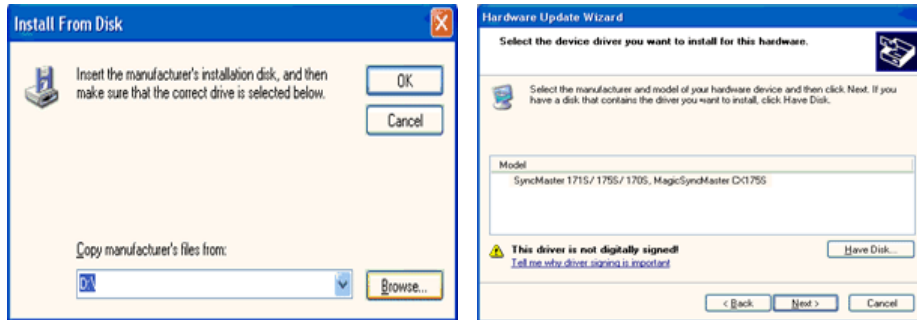 Install From Disk
Insert the manufacturer's installation disk, and then
make sure that the correct drive is selected below.
OK
Cancel
Copy manufacturer's files from:
D:\
Browse...
Hardware Update Wizard
Select the device driver you want to install for this hardware.
Select the manufacturer and model of your hardware device and then click Next. If you
have a disk that contains the driver you want to install, click Have Disk.
Model
SyncMaster 171S/ 175S/ 170S, MagicSyncMaster CX175S
This driver is not digitally signed!
Tell me why driver signing is important
Have Disk...
< Back
Next >
Cancel